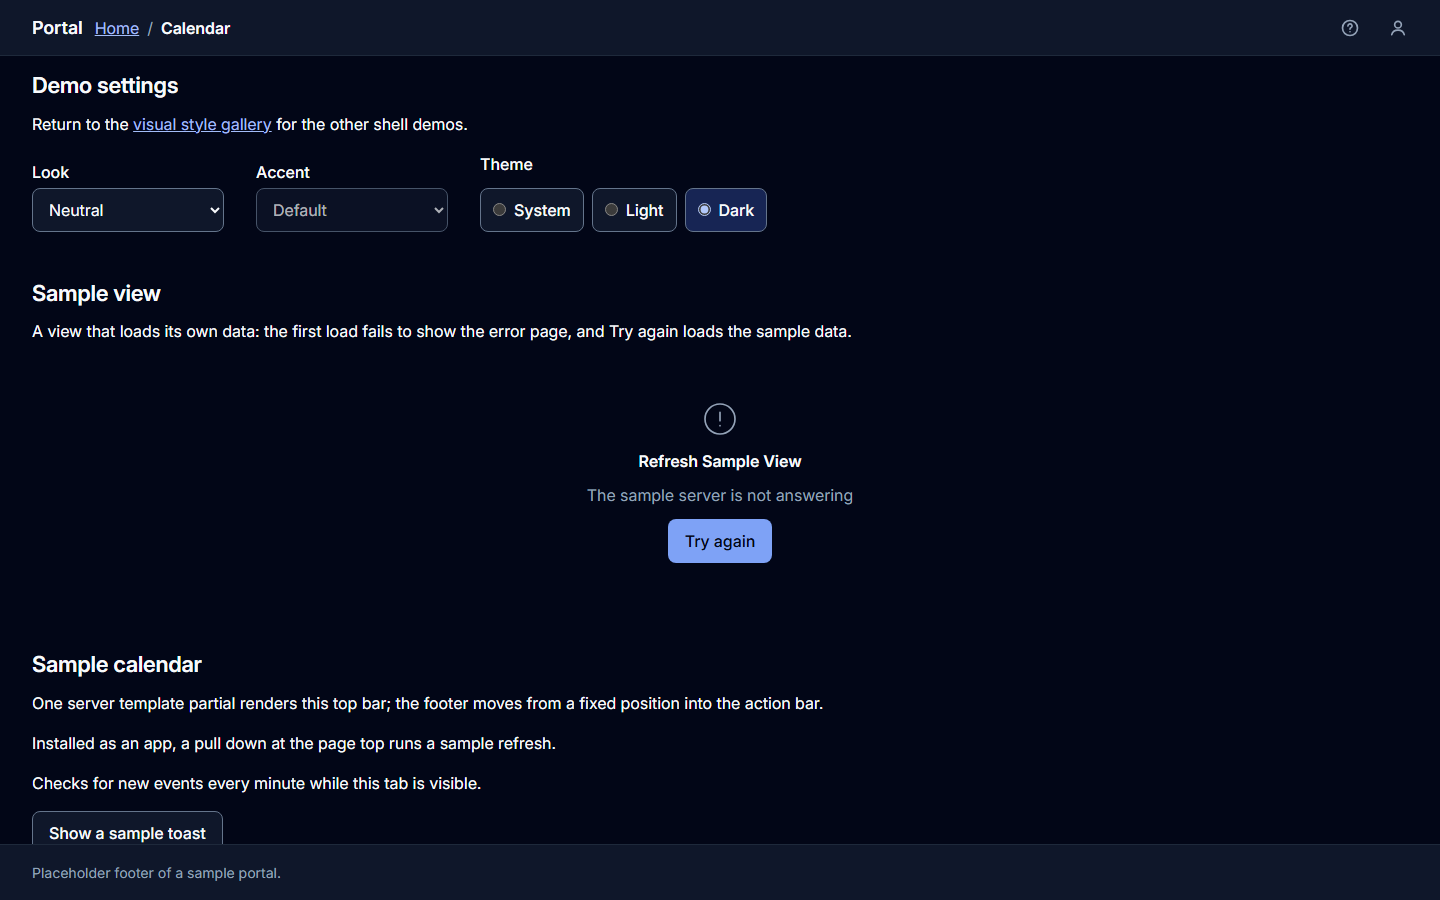 Portal Home / Calendar
Demo settings
Return to the visual style gallery for the other shell demos.
Look
Accent
Theme
Neutral
Default
System
Light
Dark
Sample view
A view that loads its own data: the first load fails to show the error page, and Try again loads the sample data.
Refresh Sample View
The sample server is not answering
Try again
Sample calendar
One server template partial renders this top bar; the footer moves from a fixed position into the action bar.
Installed as an app, a pull down at the page top runs a sample refresh.
Checks for new events every minute while this tab is visible.
Show a sample toast
Placeholder footer of a sample portal.